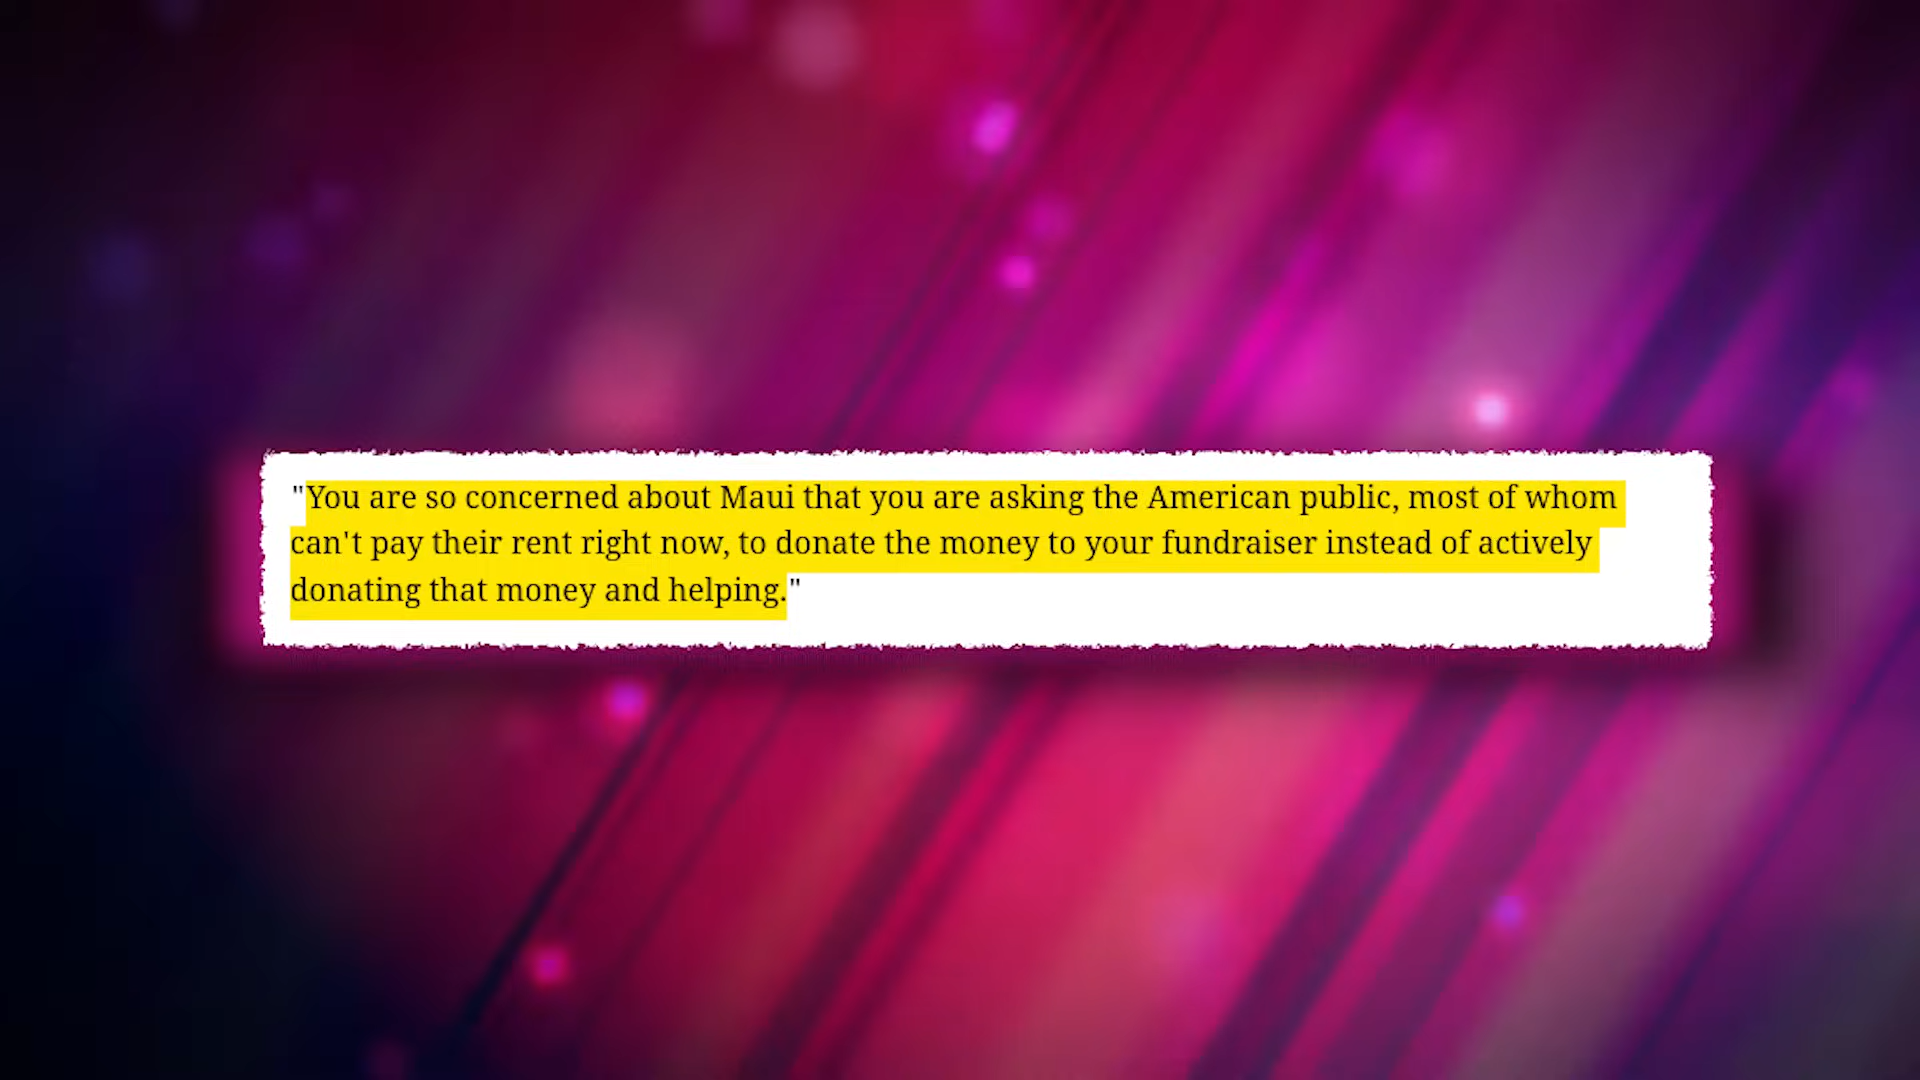 "You are so concerned about Maui that you are asking the American public, most of whom
can't pay their rent right now, to donate the money to your fundraiser instead of actively
donating that money and helping."